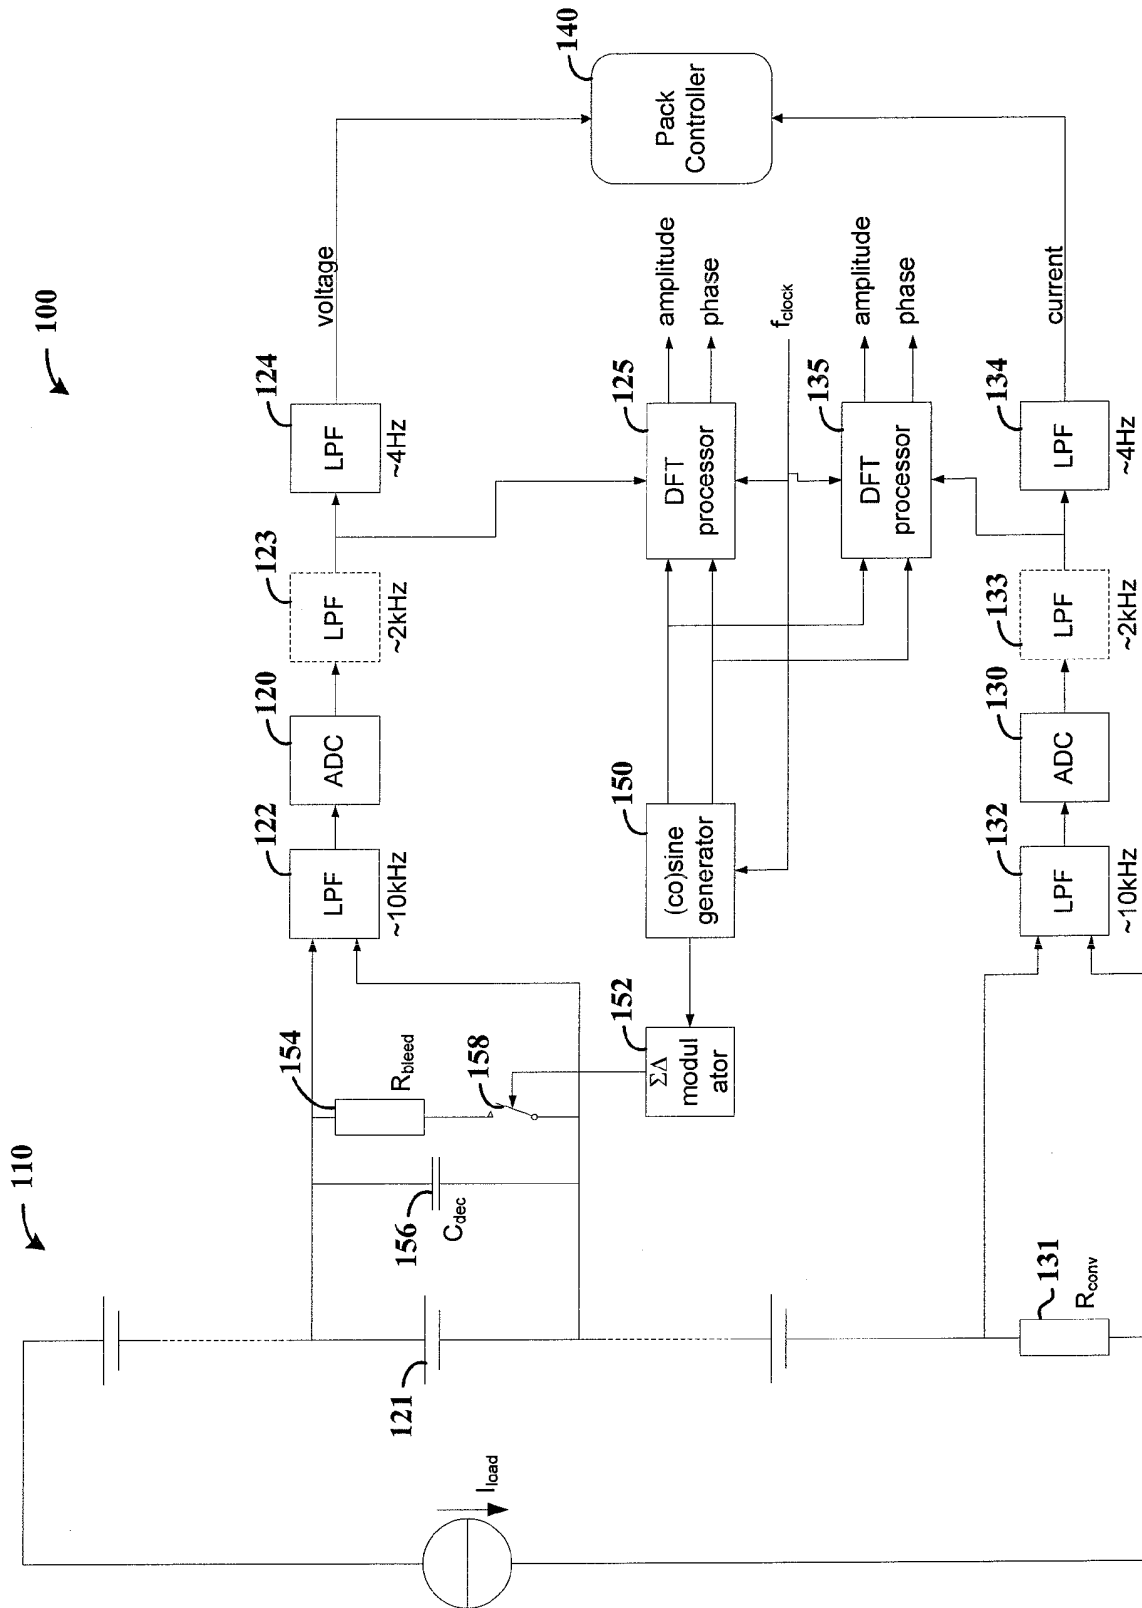 100
110
140
Pack
Controller
voltage
124
LPF
~4Hz
123
LPF
~2kHz
120
ADC
122
LPF
~10kHz
154
R_bleed
158
156
C_dec
121
I_load
amplitude
phase
125
DFT
processor
f_clock
amplitude
phase
135
DFT
processor
150
(co)sine
generator
152
ΣΔ
modul
ator
current
134
LPF
~4Hz
133
LPF
~2kHz
130
ADC
132
LPF
~10kHz
131
R_conv